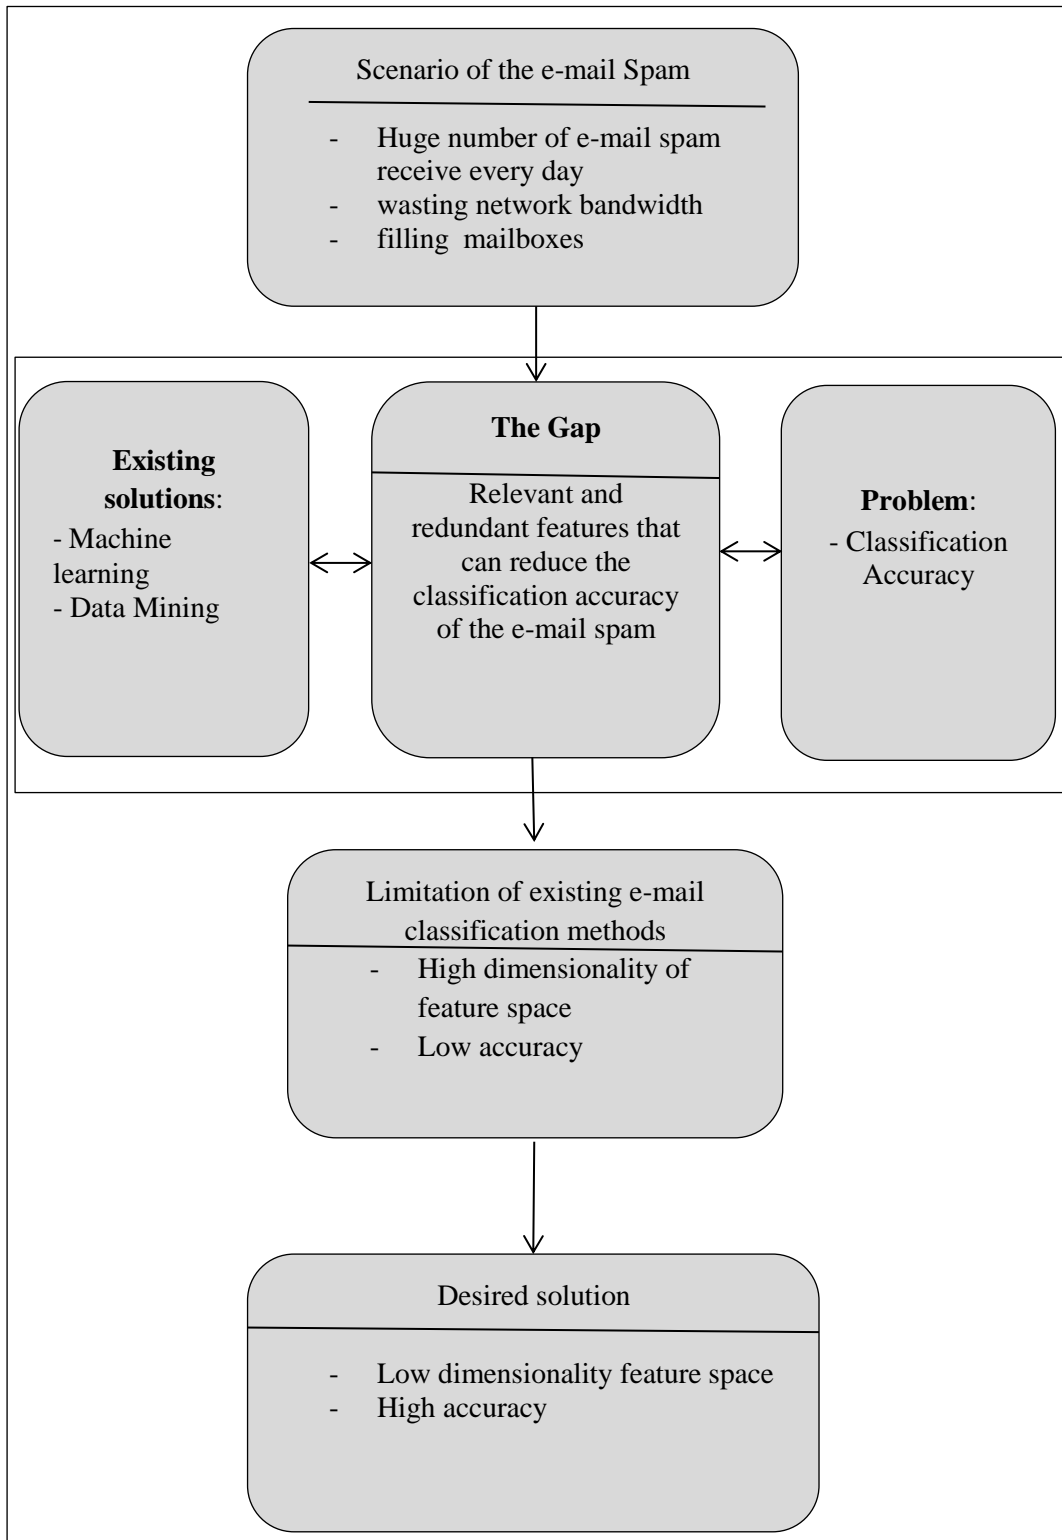 Scenario of the e-mail Spam
- Huge number of e-mail spam
receive every day
- wasting network bandwidth
- filling mailboxes
Existing
solutions:
- Machine
learning
- Data Mining
The Gap
Relevant and
redundant features that
can reduce the
classification accuracy
of the e-mail spam
Problem:
- Classification
Accuracy
Limitation of existing e-mail
classification methods
- High dimensionality of
feature space
- Low accuracy
Desired solution
- Low dimensionality feature space
- High accuracy